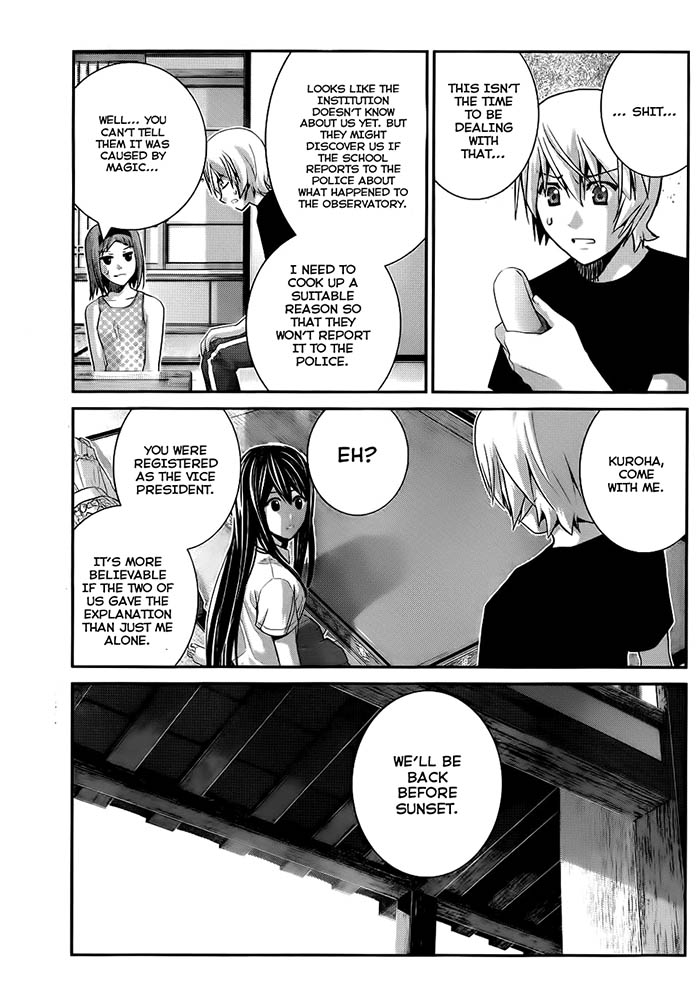 ... SHIT...
THIS ISN'T
THE TIME
TO BE
DEALING
WITH
THAT...
LOOKS LIKE THE
INSTITUTION
DOESN'T KNOW
ABOUT US YET. BUT
THEY MIGHT
DISCOVER US IF
THE SCHOOL
REPORTS TO
THE POLICE ABOUT
WHAT HAPPENED TO
THE OBSERVATORY.
I NEED TO
COOK UP A
SUITABLE
REASON SO
THAT THEY
WON'T REPORT
IT TO THE
POLICE.
WELL... YOU
CAN'T TELL
THEM IT WAS
CAUSED BY
MAGIC...
KUROHA,
COME
WITH ME.
EH?
YOU WERE
REGISTERED
AS THE VICE
PRESIDENT.
IT'S MORE
BELIEVABLE
IF THE TWO OF
US GAVE THE
EXPLANATION
THAN JUST ME
ALONE.
WE'LL BE
BACK
BEFORE
SUNSET.